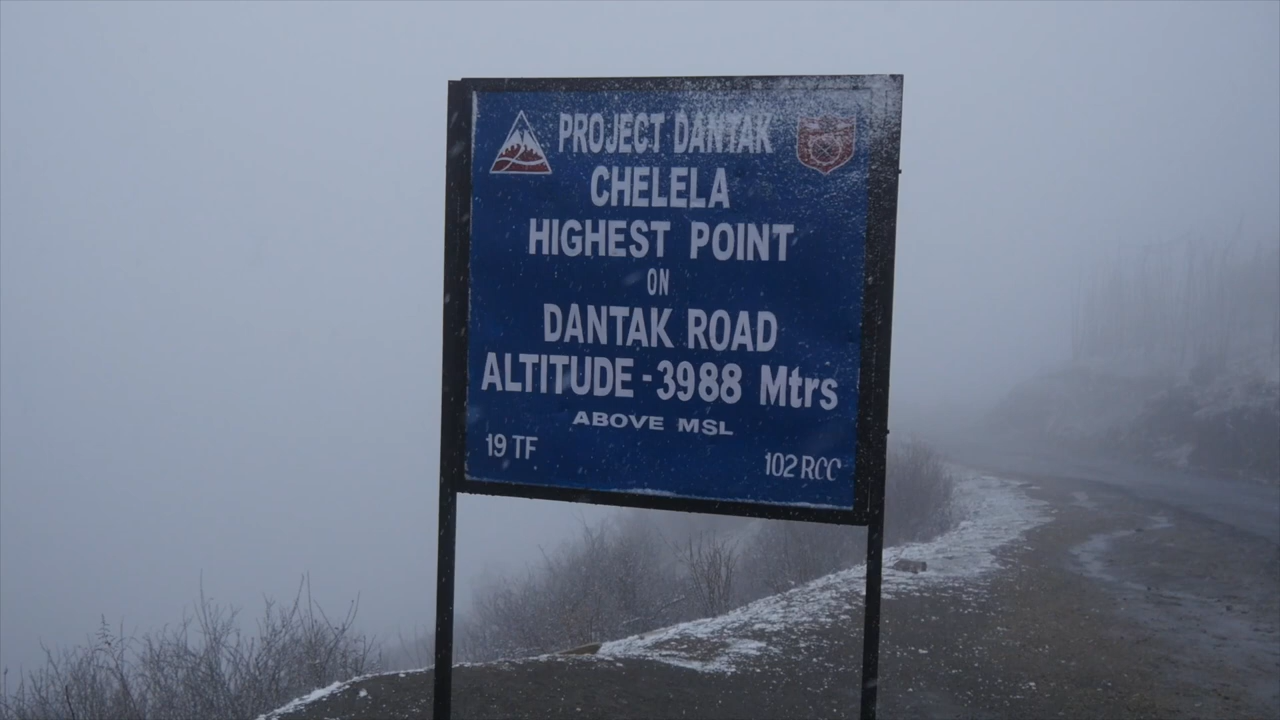 PROJECT DANTAK
CHELELA
HIGHEST POINT
ON
DANTAK ROAD
ALTITUDE - 3988 Mtrs
ABOVE MSL
19 TF
102 RCC